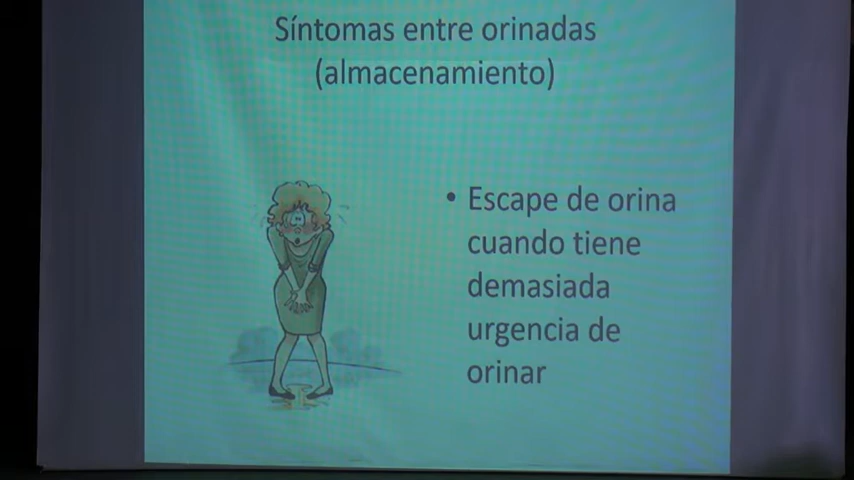 Síntomas entre orinadas
(almacenamiento)
• Escape de orina
cuando tiene
demasiada
urgencia de
orinar